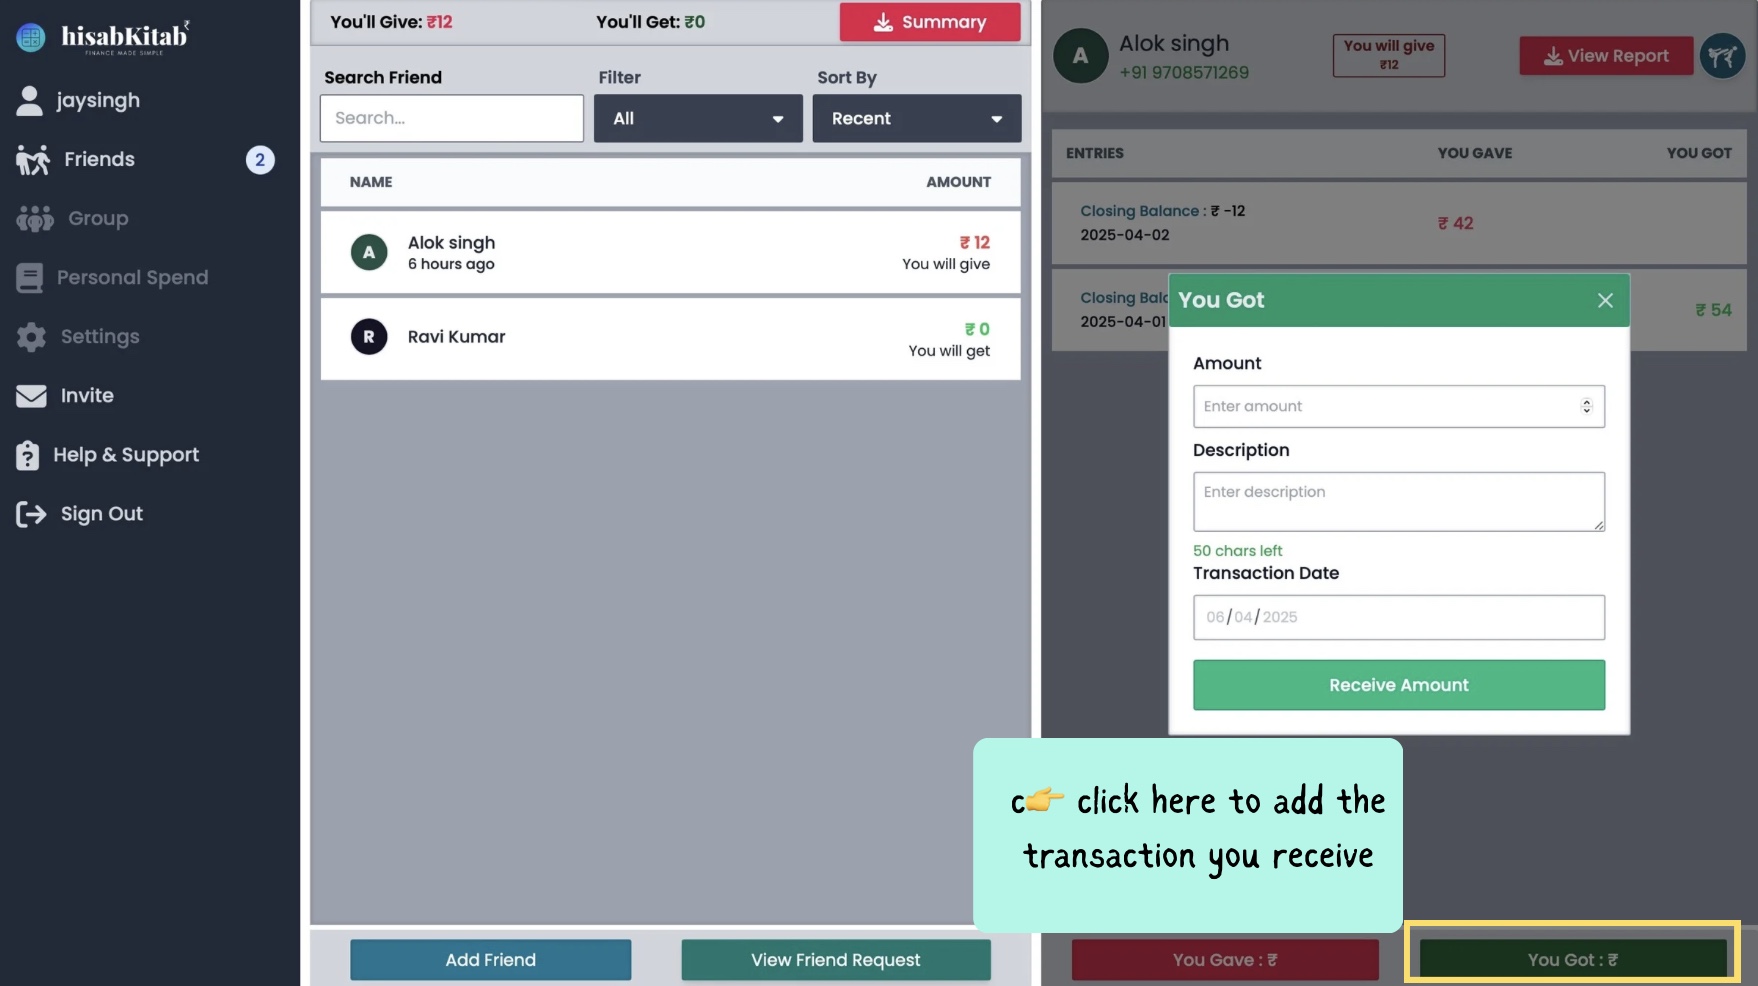 hisabKitab₹
FINANCE MADE SIMPLE
jaysingh
Friends 2
Group
Personal Spend
Settings
Invite
Help & Support
Sign Out
You'll Give: ₹12 You'll Get: ₹0 Summary
Search Friend Filter Sort By
Search... All Recent
NAME AMOUNT
A Alok singh ₹ 12
6 hours ago You will give
R Ravi Kumar ₹ 0
You will get
Add Friend View Friend Request
A Alok singh
+91 9708571269
You will give
₹12
View Report
ENTRIES YOU GAVE YOU GOT
Closing Balance : ₹ -12
2025-04-02
₹ 42
Closing Bala
2025-04-01
₹ 54
You Got
Amount
Enter amount
Description
Enter description
50 chars left
Transaction Date
06/04/2025
Receive Amount
c👉 click here to add the
transaction you receive
You Gave : ₹ You Got : ₹